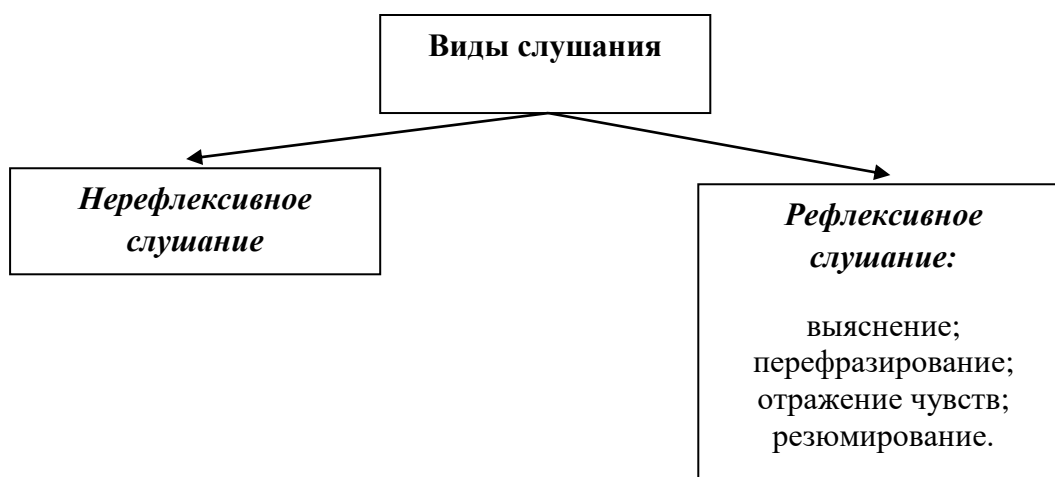 Виды слушания
Нерефлексивное
слушание
Рефлексивное
слушание:
выяснение;
перефразирование;
отражение чувств;
резюмирование.